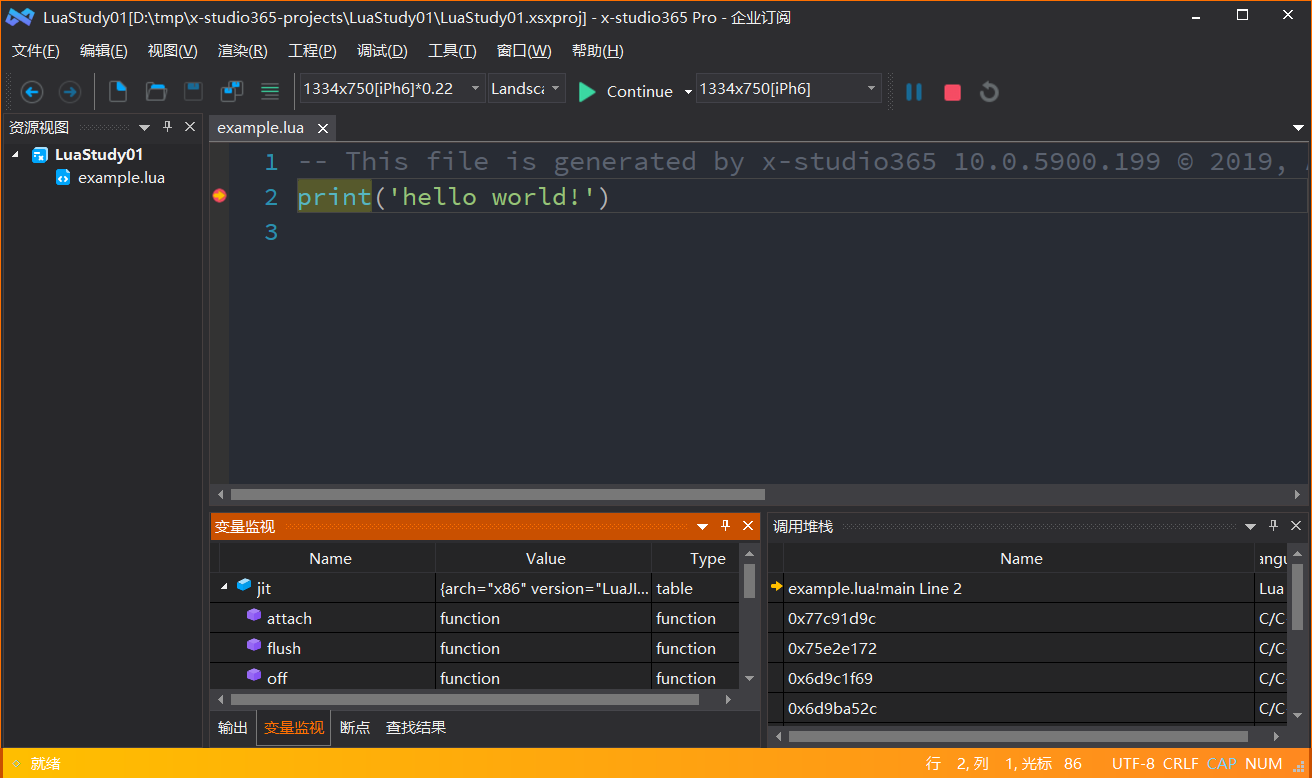 LuaStudy01[D:\tmp\x-studio365-projects\LuaStudy01\LuaStudy01.xsxproj] - x-studio365 Pro - 企业订阅
文件(F) 编辑(E) 视图(V) 渲染(R) 工程(P) 调试(D) 工具(T) 窗口(W) 帮助(H)
1334x750[iPh6]*0.22 Landsca Continue 1334x750[iPh6]
资源视图
LuaStudy01
example.lua
example.lua
1 -- This file is generated by x-studio365 10.0.5900.199 © 2019,
2 print('hello world!')
3
变量监视
Name Value Type
jit {arch="x86" version="LuaJI... table
attach function function
flush function function
off function function
输出 变量监视 断点 查找结果
调用堆栈
Name angu
example.lua!main Line 2 Lua
0x77c91d9c C/C
0x75e2e172 C/C
0x6d9c1f69 C/C
0x6d9ba52c C/C
就绪 行 2, 列 1, 光标 86 UTF-8 CRLF CAP NUM